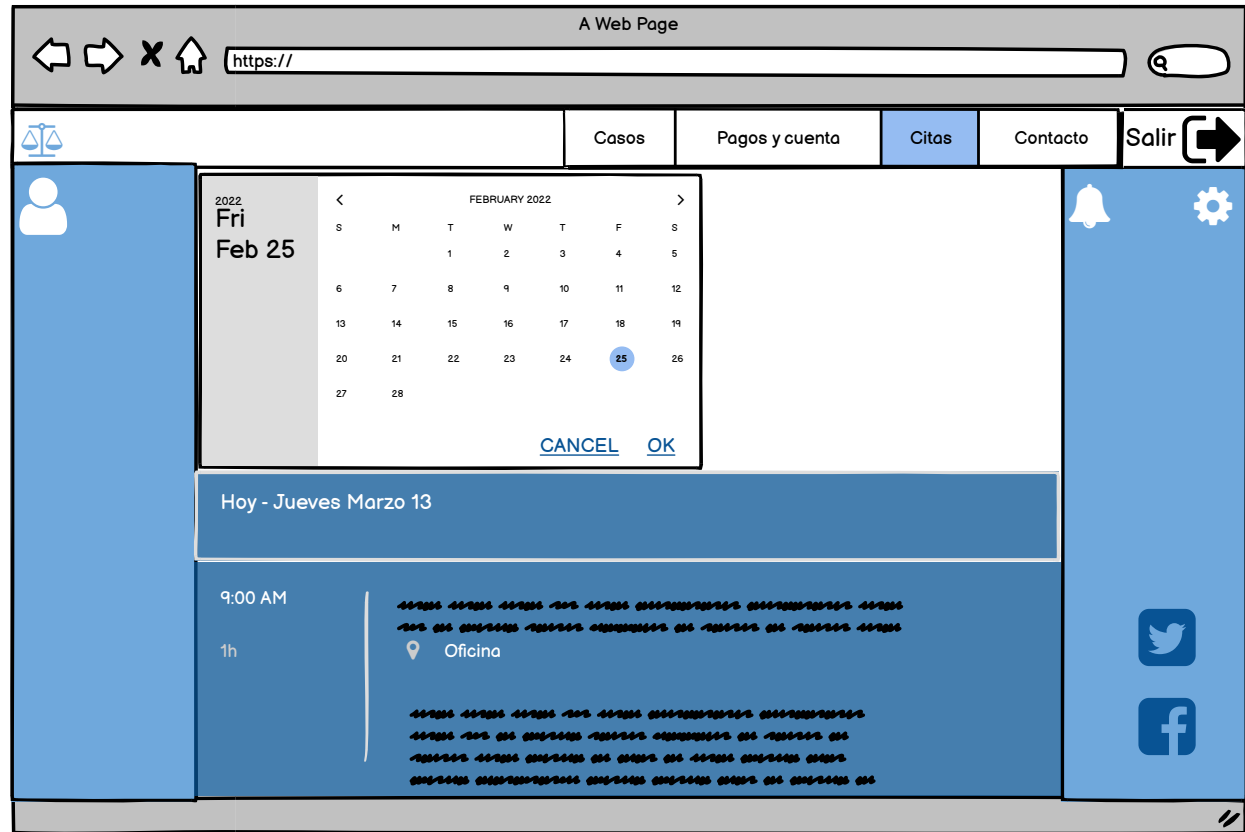 A Web Page
https://
Casos Pagos y cuenta Citas Contacto Salir
2022
Fri
Feb 25
FEBRUARY 2022
S M T W T F S
1 2 3 4 5
6 7 8 9 10 11 12
13 14 15 16 17 18 19
20 21 22 23 24 25 26
27 28
CANCEL OK
Hoy - Jueves Marzo 13
9:00 AM
1h
Oficina